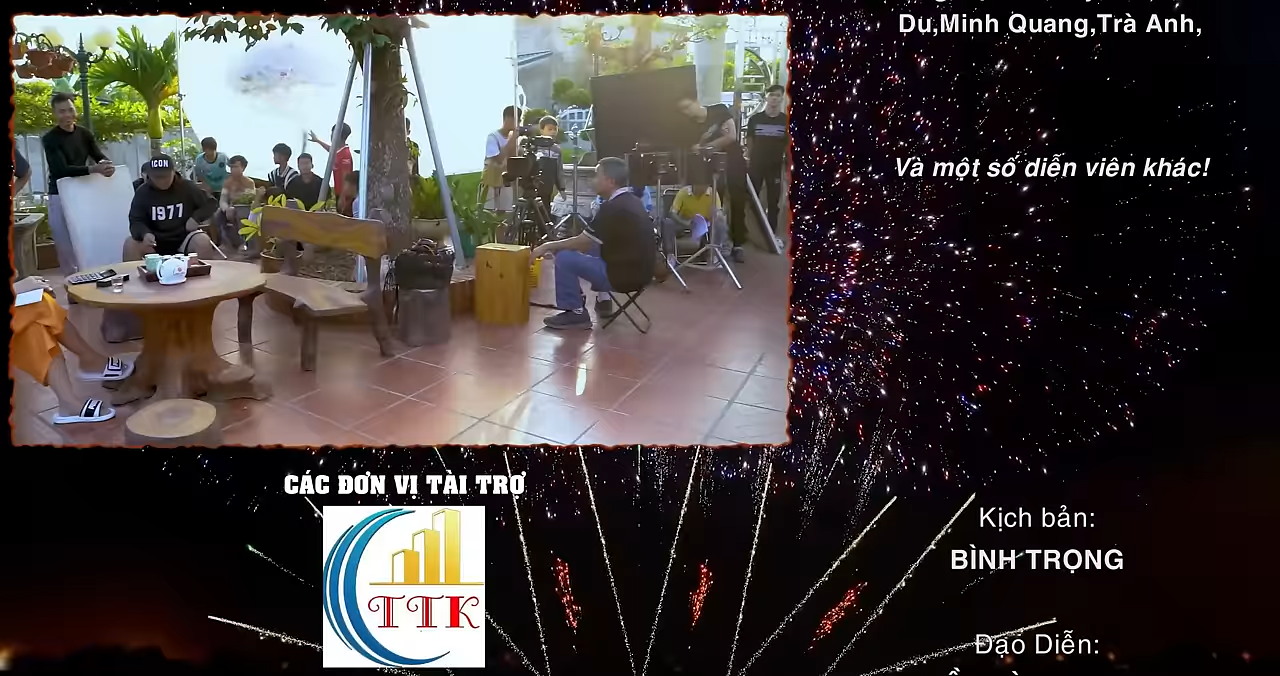 Du,Minh Quang,Trà Anh,
Và một số diễn viên khác!
ICON
1977
CÁC ĐƠN VỊ TÀI TRỢ
TTK
Kịch bản:
BÌNH TRỌNG
Đạo Diễn: